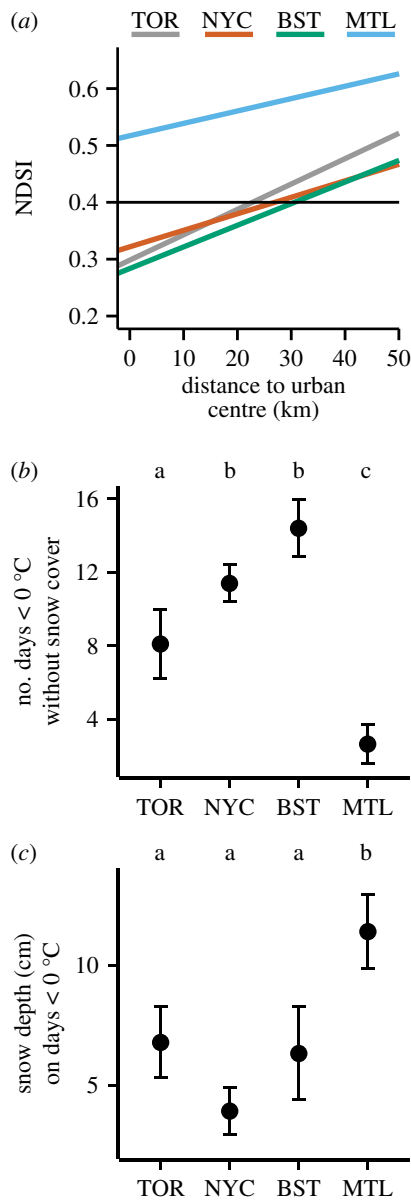 (a) TOR NYC BST MTL
0.6
0.5
0.4
0.3
0.2
NDSI
0 10 20 30 40 50
distance to urban
centre (km)
(b) a b b c
16
12
8
4
no. days < 0 °C
without snow cover
TOR NYC BST MTL
(c) a a a b
10
5
snow depth (cm)
on days < 0 °C
TOR NYC BST MTL